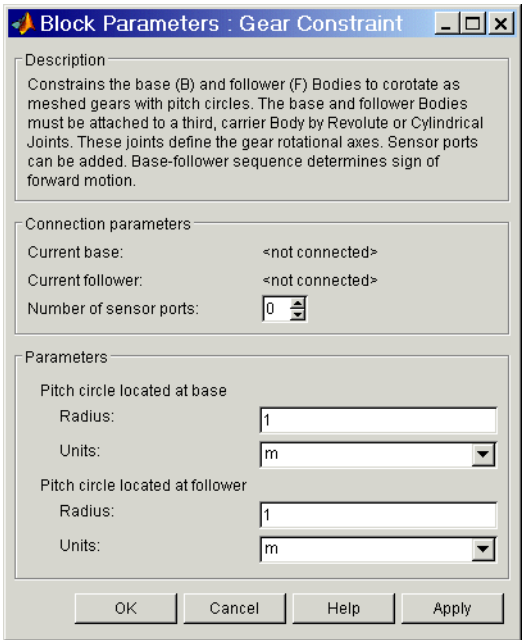 Block Parameters : Gear Constraint
Description
Constrains the base (B) and follower (F) Bodies to corotate as
meshed gears with pitch circles. The base and follower Bodies
must be attached to a third, carrier Body by Revolute or Cylindrical
Joints. These joints define the gear rotational axes. Sensor ports
can be added. Base-follower sequence determines sign of
forward motion.
Connection parameters
Current base: <not connected>
Current follower: <not connected>
Number of sensor ports: 0
Parameters
Pitch circle located at base
Radius: 1
Units: m
Pitch circle located at follower
Radius: 1
Units: m
OK Cancel Help Apply